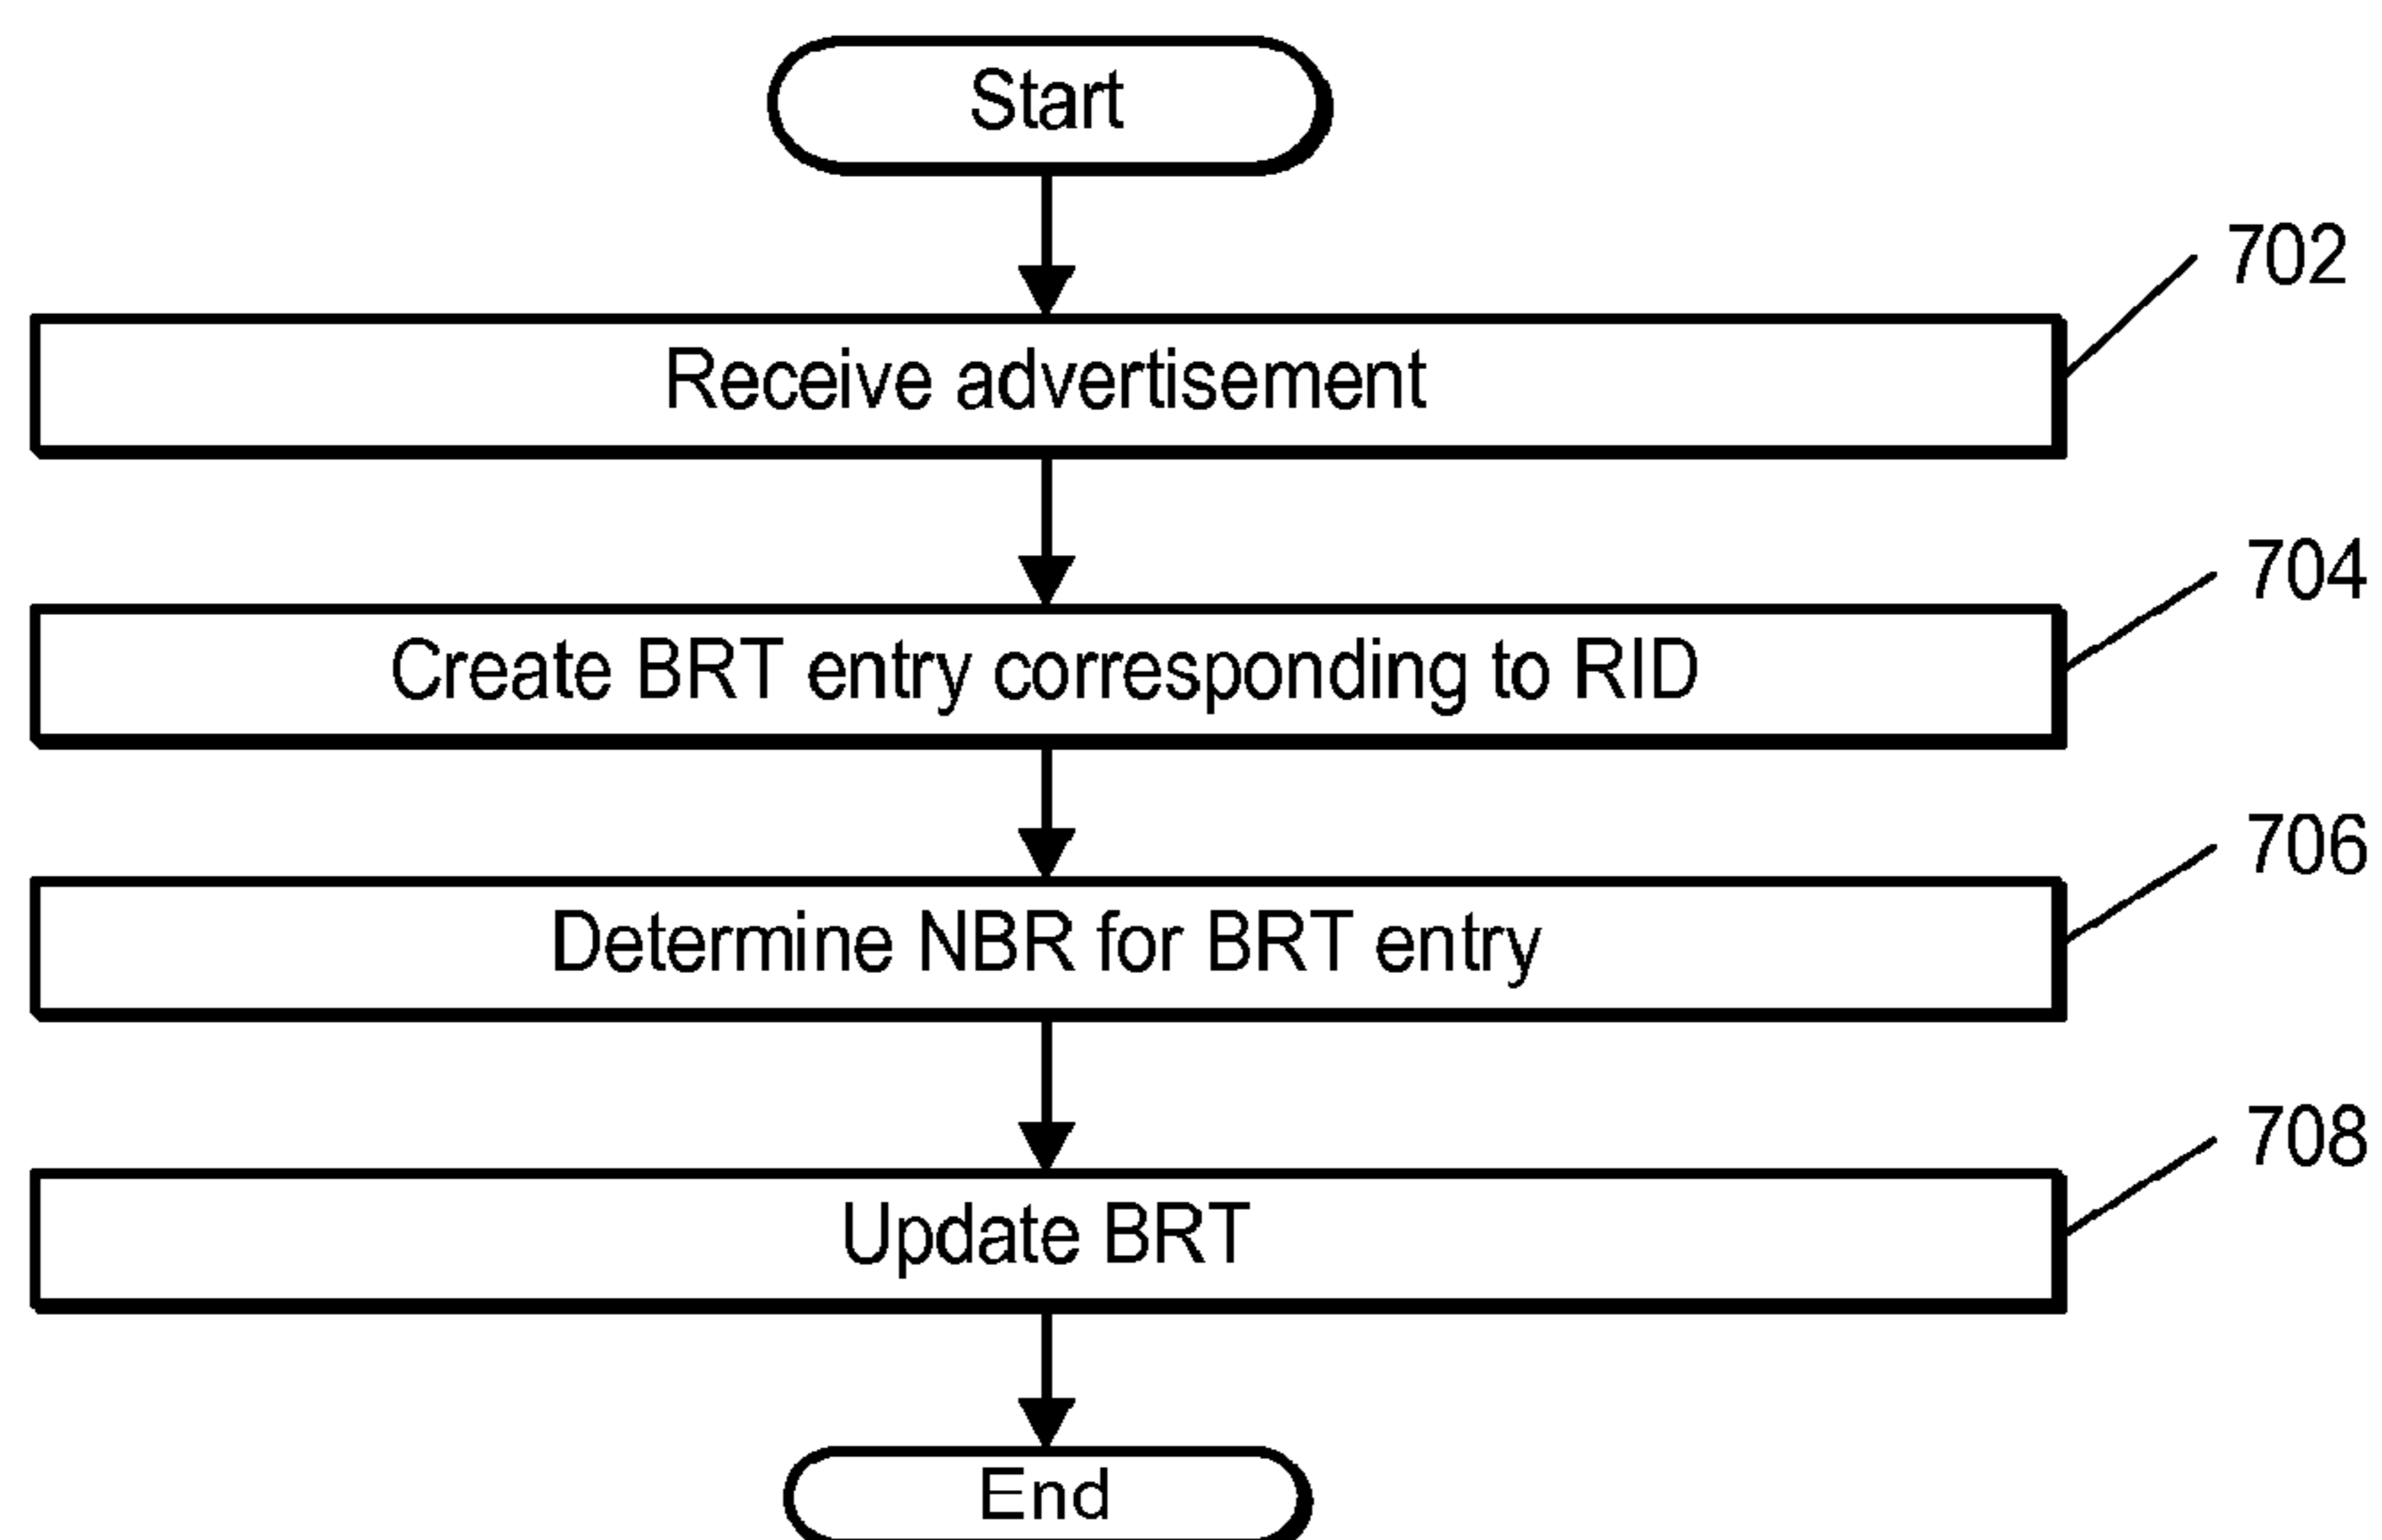 Start
702
Receive advertisement
704
Create BRT entry corresponding to RID
706
Determine NBR for BRT entry
708
Update BRT
End